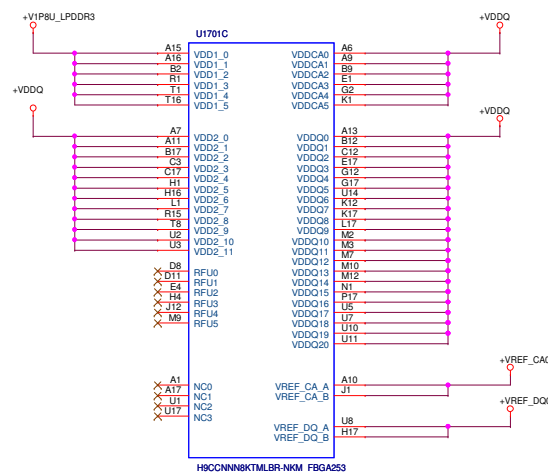 +V1P8U_LPDDR3
+VDDQ
U1701C
A15 VDD1_0 VDDCA0 A6
A16 VDD1_1 VDDCA1 A9
B2 VDD1_2 VDDCA2 B9
R1 VDD1_3 VDDCA3 E1
T1 VDD1_4 VDDCA4 G2
T16 VDD1_5 VDDCA5 K1
+VDDQ
+VDDQ
A7 VDD2_0 VDDQ0 A13
A11 VDD2_1 VDDQ1 B12
B17 VDD2_2 VDDQ2 C12
C3 VDD2_3 VDDQ3 E17
C17 VDD2_4 VDDQ4 G12
H1 VDD2_5 VDDQ5 G17
H16 VDD2_6 VDDQ6 U14
L1 VDD2_7 VDDQ7 K12
R15 VDD2_8 VDDQ8 K17
T8 VDD2_9 VDDQ9 L17
U2 VDD2_10 VDDQ10 M2
U3 VDD2_11 VDDQ11 M3
VDDQ12 M7
D8 RFU0 VDDQ13 M10
D11 RFU1 VDDQ14 M12
E4 RFU2 VDDQ15 N1
H4 RFU3 VDDQ16 P17
J12 RFU4 VDDQ17 U5
M9 RFU5 VDDQ18 U7
VDDQ19 U10
VDDQ20 U11
+VREF_CA0
A1 NC0 VREF_CA_A A10
A17 NC1 VREF_CA_B J1
U1 NC2
U17 NC3
+VREF_DQ0
VREF_DQ_A U8
VREF_DQ_B H17
H9CCNNN8KTMLBR-NKM_FBGA253